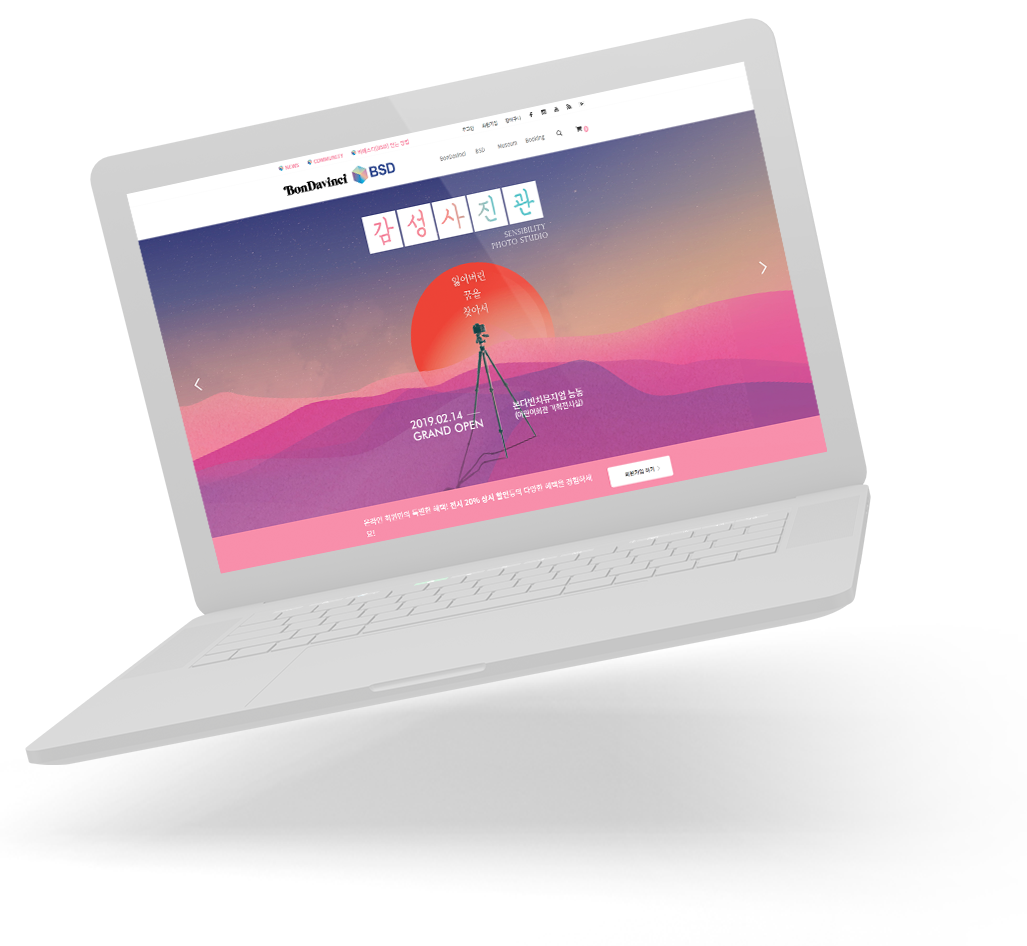 로그인 회원가입 장바구니
NEWS COMMUNITY
BonDavinci BSD
BonDavinci BSD Museum Booking
0
감성사진관
SENSIBILITY
PHOTO STUDIO
잃어버린
꿈을
찾아서
2019.02.14
GRAND OPEN
본다빈치뮤지엄 능동
(어린이회관 기획전시실)
온라인 회원만의 특별한 혜택! 전시 20% 상시 할인등의 다양한 혜택을 경험하세
요!
회원가입 하기